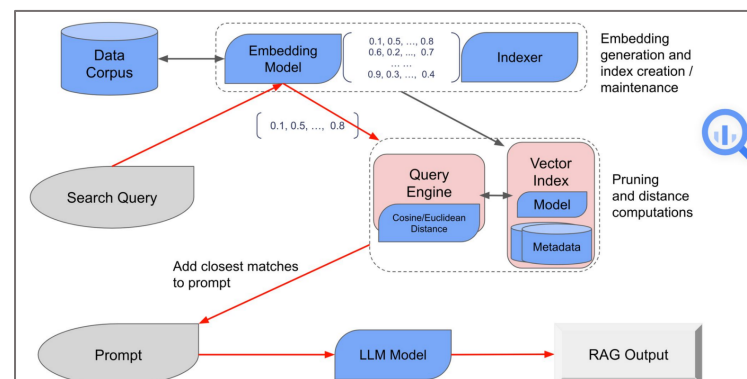 Data
Corpus
Embedding
Model
0.1, 0.5, ..., 0.8
0.6, 0.2, ..., 0.7
... ...
0.9, 0.3, ..., 0.4
Indexer
Embedding
generation and
index creation /
maintenance
0.1, 0.5, ..., 0.8
Search Query
Query
Engine
Cosine/Euclidean
Distance
Vector
Index
Model
Metadata
Pruning
and distance
computations
Add closest matches
to prompt
Prompt
LLM Model
RAG Output